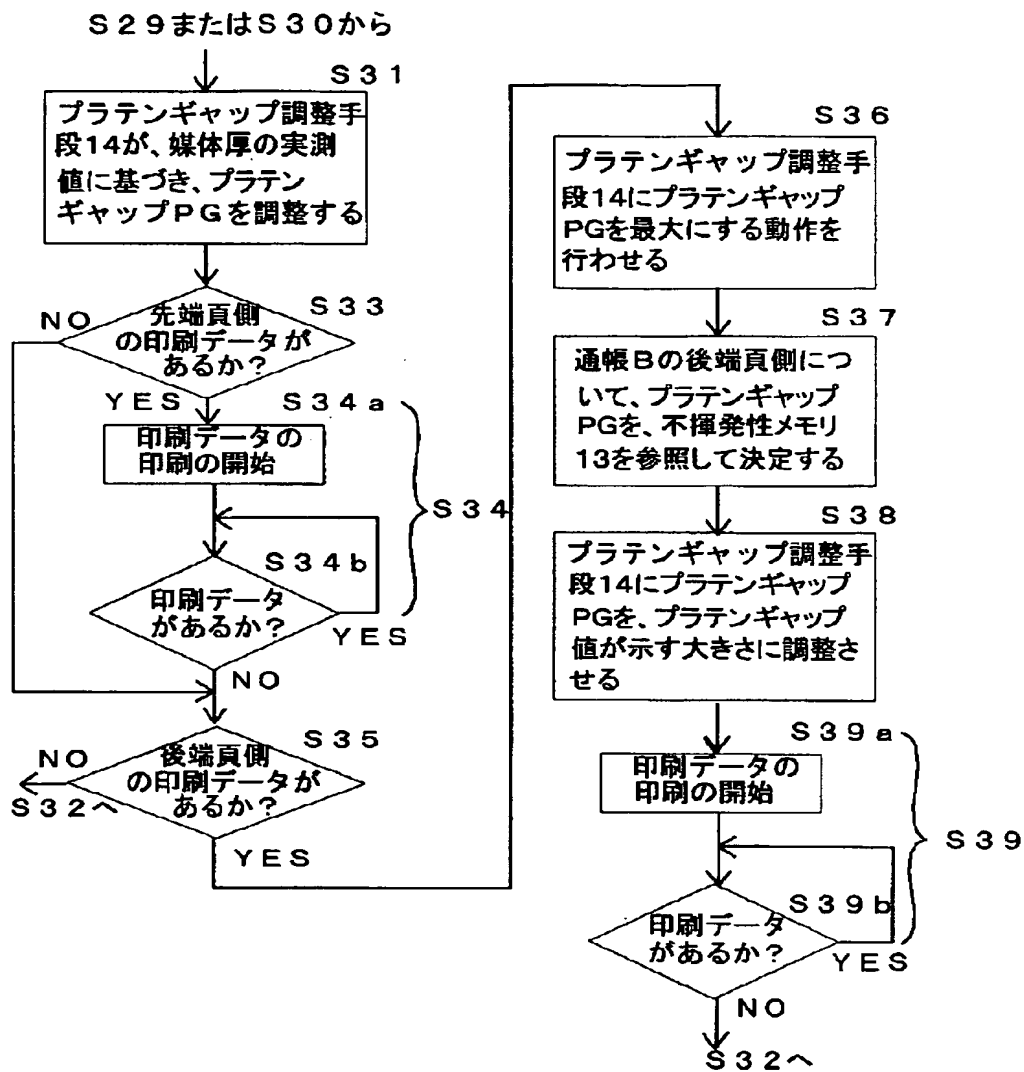 S29またはS30から
S31
プラテンギャップ調整手
段14が、媒体厚の実測
値に基づき、プラテン
ギャップPGを調整する
S33
NO
先端頁側
の印刷データが
あるか？
YES
S34a
印刷データの
印刷の開始
S34
S34b
印刷データ
があるか？
YES
NO
S35
NO
後端頁側
の印刷データが
あるか？
S32へ
YES
S36
プラテンギャップ調整手
段14にプラテンギャップ
PGを最大にする動作を
行わせる
S37
通帳Bの後端頁側につ
いて、プラテンギャップ
PGを、不揮発性メモリ
13を参照して決定する
S38
プラテンギャップ調整手
段14にプラテンギャップ
PGを、プラテンギャップ
値が示す大きさに調整さ
せる
S39a
印刷データの
印刷の開始
S39
S39b
印刷データ
があるか？
YES
NO
S32へ